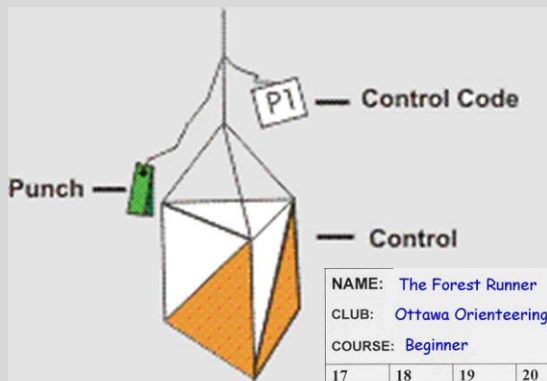 P1
Control Code
Punch
Control
NAME: The Forest Runner
CLUB: Ottawa Orienteering
COURSE: Beginner
17 18 19 20